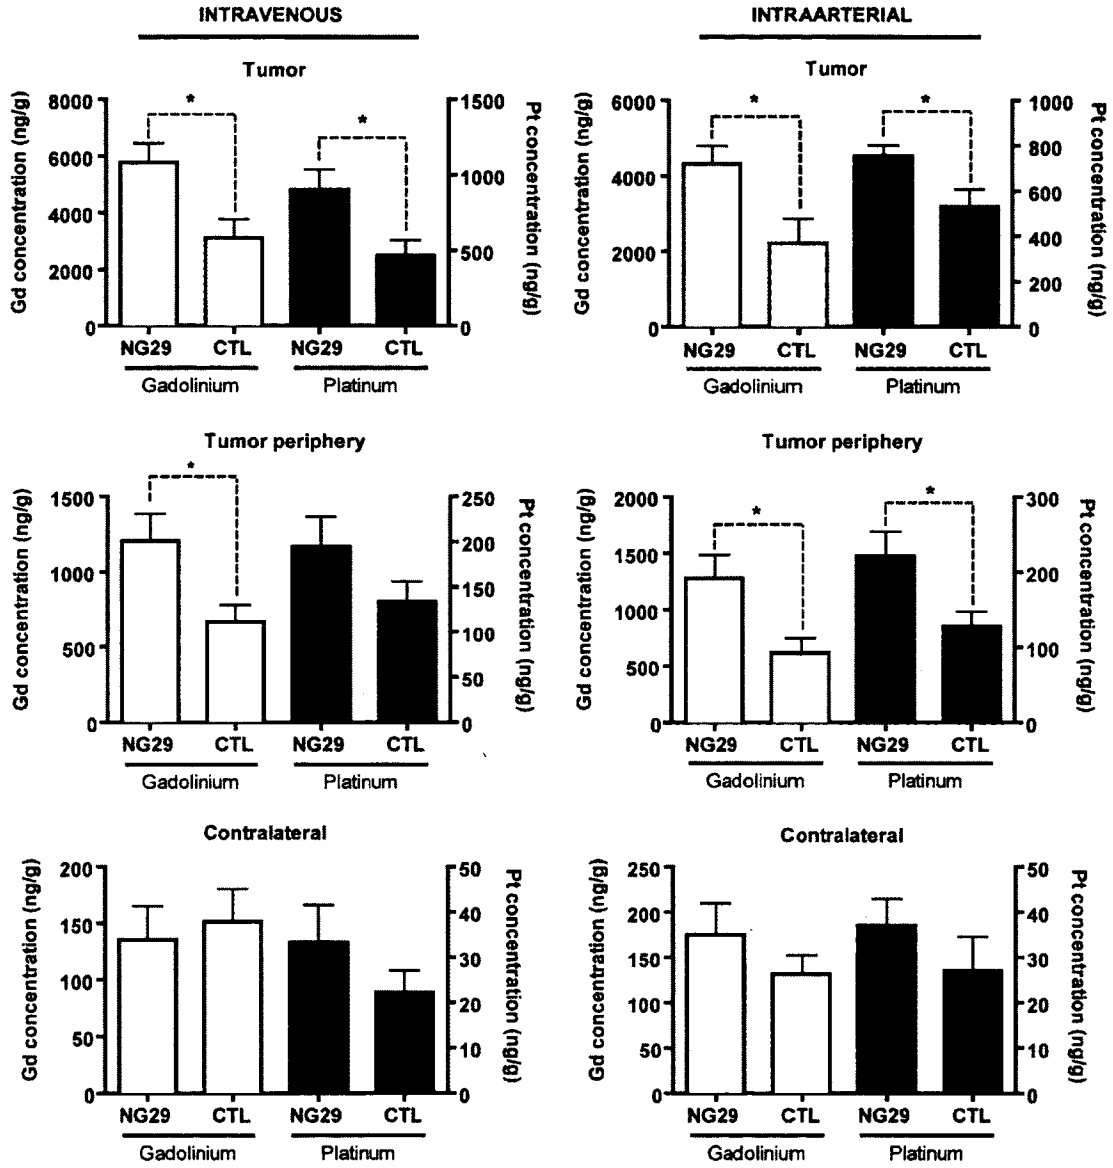 INTRAVENOUS
INTRAARTERIAL
Tumor
Gd concentration (ng/g)
8000
6000
4000
2000
0
*
*
1500
1000
500
0
Pt concentration (ng/g)
NG29 CTL NG29 CTL
Gadolinium Platinum
Tumor
Gd concentration (ng/g)
6000
4000
2000
0
*
*
1000
800
600
400
200
0
Pt concentration (ng/g)
NG29 CTL NG29 CTL
Gadolinium Platinum
Tumor periphery
Gd concentration (ng/g)
1500
1000
500
0
*
250
200
150
100
50
0
Pt concentration (ng/g)
NG29 CTL NG29 CTL
Gadolinium Platinum
Tumor periphery
Gd concentration (ng/g)
2000
1500
1000
500
0
*
*
300
200
100
0
Pt concentration (ng/g)
NG29 CTL NG29 CTL
Gadolinium Platinum
Contralateral
Gd concentration (ng/g)
200
150
100
50
0
50
40
30
20
10
0
Pt concentration (ng/g)
NG29 CTL NG29 CTL
Gadolinium Platinum
Contralateral
Gd concentration (ng/g)
250
200
150
100
50
0
50
40
30
20
10
0
Pt concentration (ng/g)
NG29 CTL NG29 CTL
Gadolinium Platinum